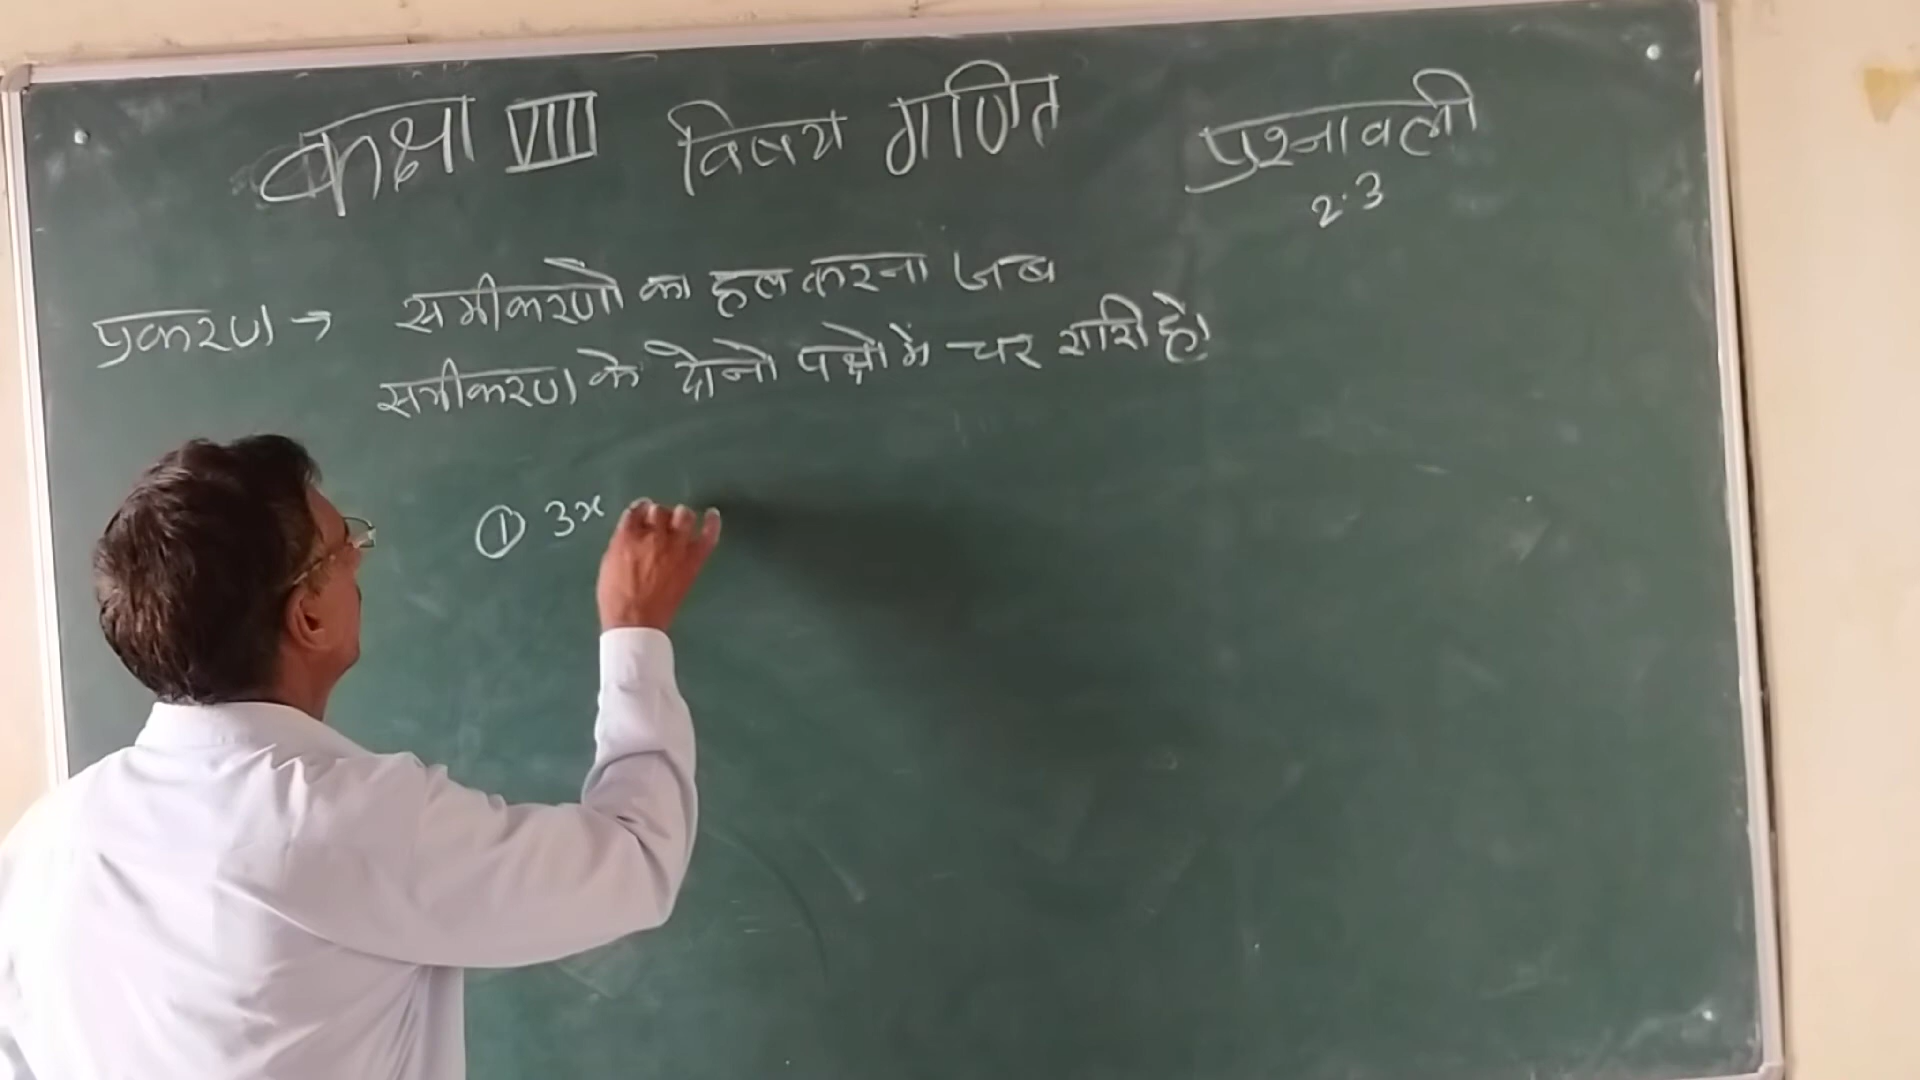 कक्षा VIII विषय गणित प्रश्नावली
2.3
प्रकरण → समीकरणों का हल करना जब
समीकरण के दोनों पक्षों में चर राशि है।
① 3x